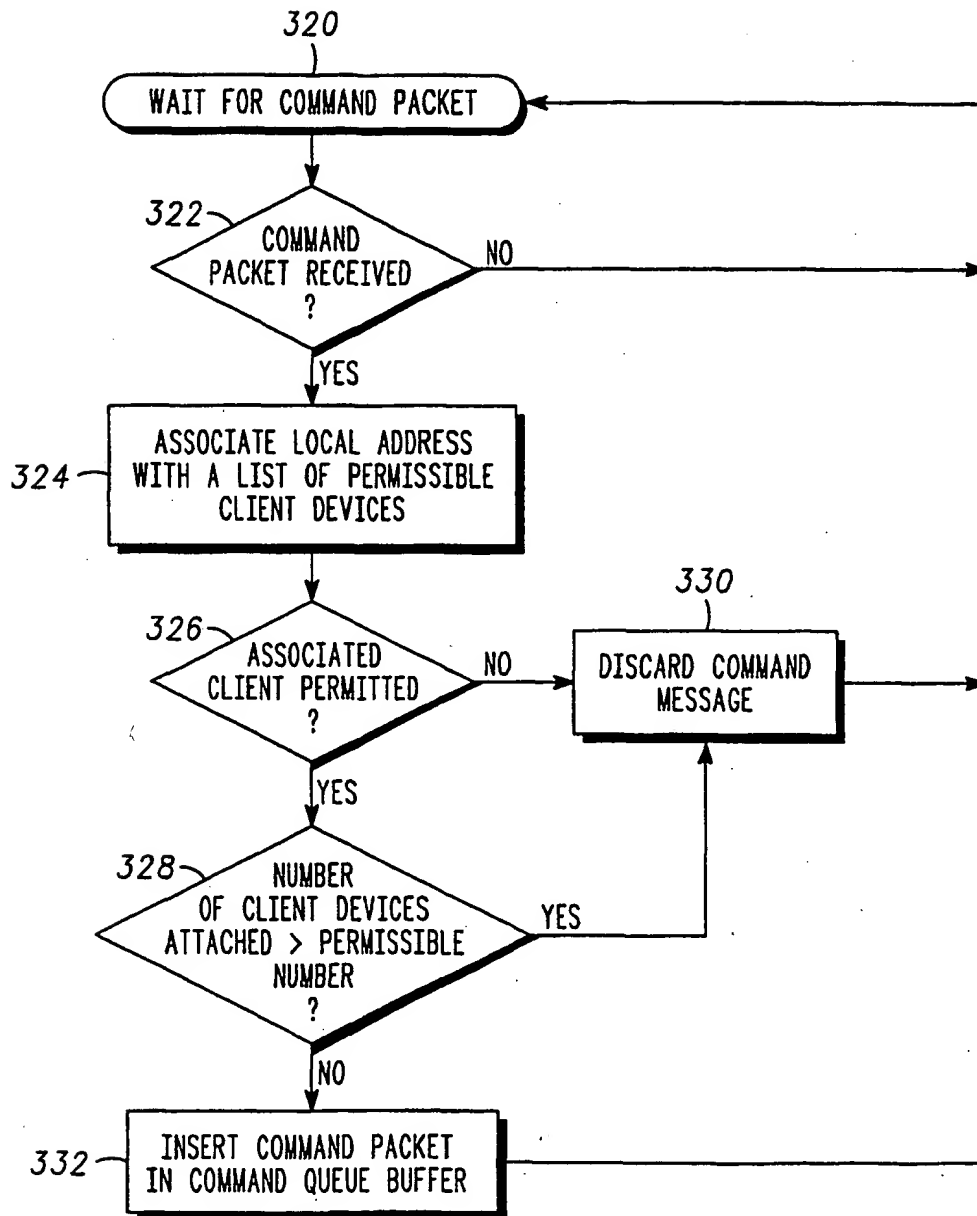 320
WAIT FOR COMMAND PACKET
322
COMMAND
PACKET RECEIVED
?
NO
YES
324
ASSOCIATE LOCAL ADDRESS
WITH A LIST OF PERMISSIBLE
CLIENT DEVICES
326
ASSOCIATED
CLIENT PERMITTED
?
NO
330
DISCARD COMMAND
MESSAGE
YES
328
NUMBER
OF CLIENT DEVICES
ATTACHED > PERMISSIBLE
NUMBER
?
YES
NO
332
INSERT COMMAND PACKET
IN COMMAND QUEUE BUFFER